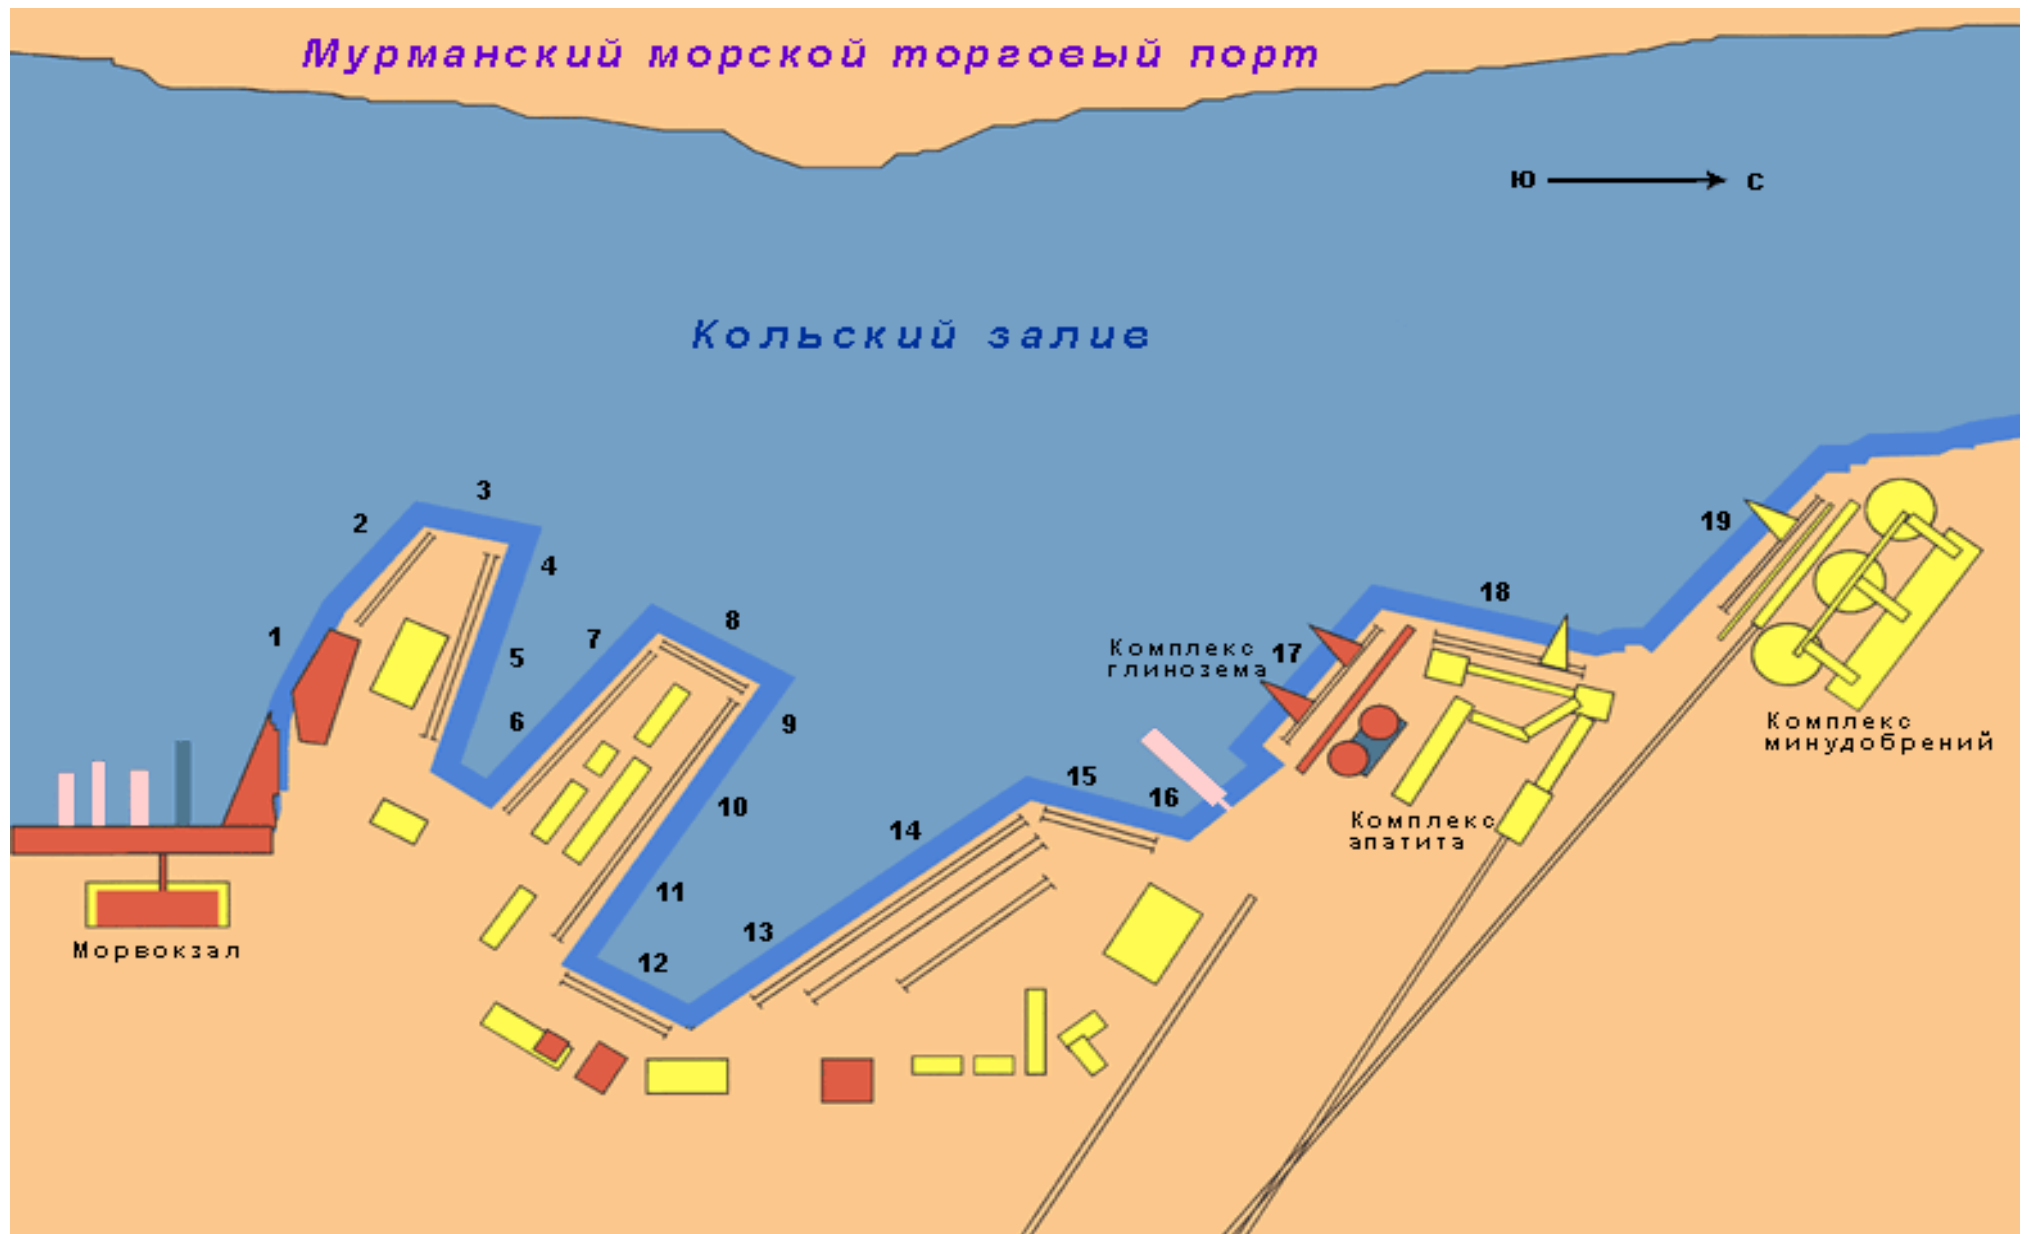 Мурманский морской торговый порт
Ю
С
Кольский залив
3
2
19
4
18
8
1
7
Комплекс
глинозема
17
5
6
9
Комплекс
минудобрений
15
16
10
14
Комплекс
апатита
11
13
Морвокзал
12